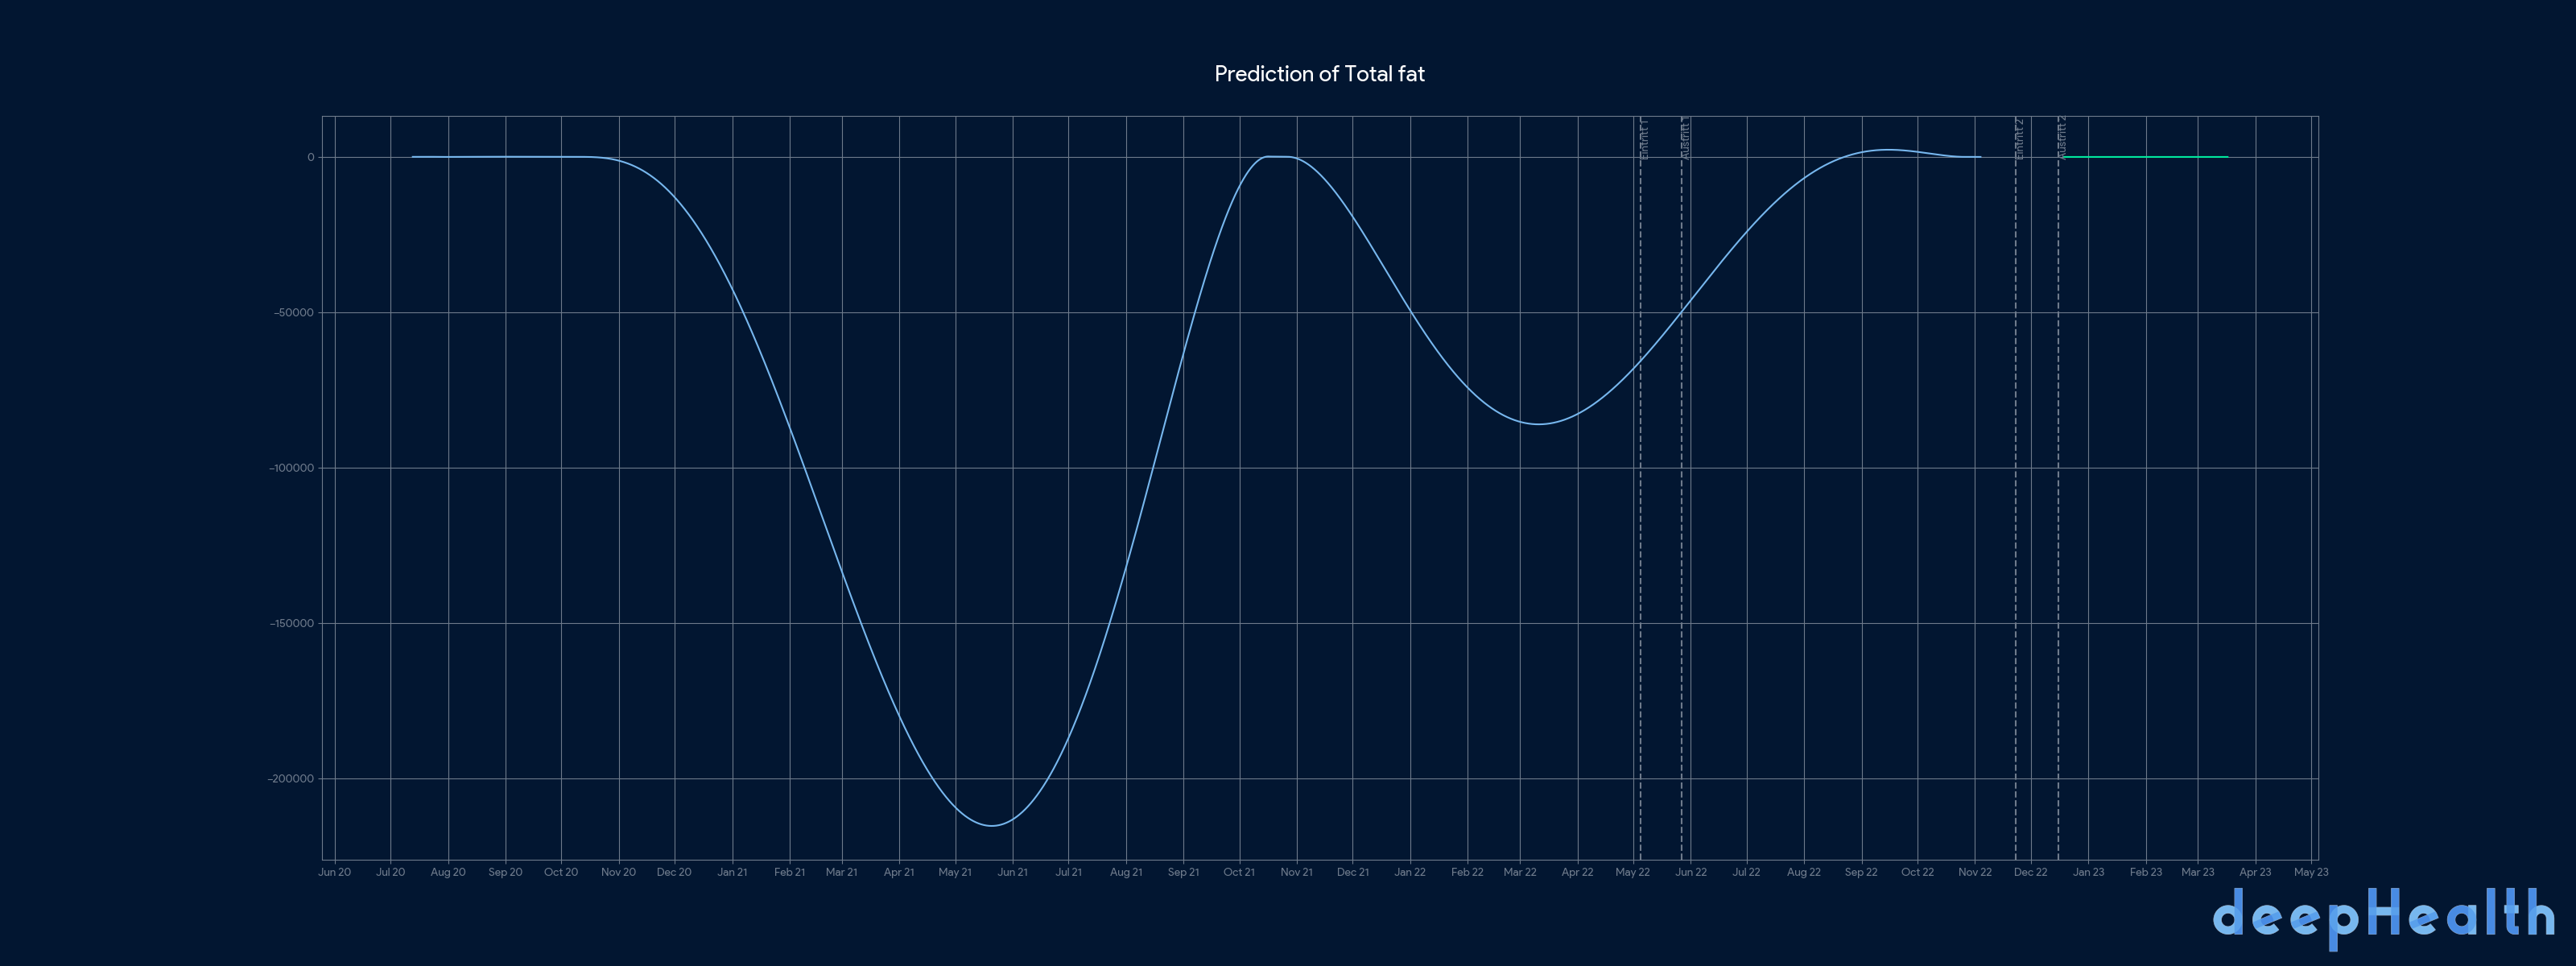 Prediction of Total fat
Eintritt 1
Austritt 1
Eintritt 2
Austritt 2
0
−50000
−100000
−150000
−200000
Jun 20 Jul 20 Aug 20 Sep 20 Oct 20 Nov 20 Dec 20 Jan 21 Feb 21 Mar 21 Apr 21 May 21 Jun 21 Jul 21 Aug 21 Sep 21 Oct 21 Nov 21 Dec 21 Jan 22 Feb 22 Mar 22 Apr 22 May 22 Jun 22 Jul 22 Aug 22 Sep 22 Oct 22 Nov 22 Dec 22 Jan 23 Feb 23 Mar 23 Apr 23 May 23
deepHealth